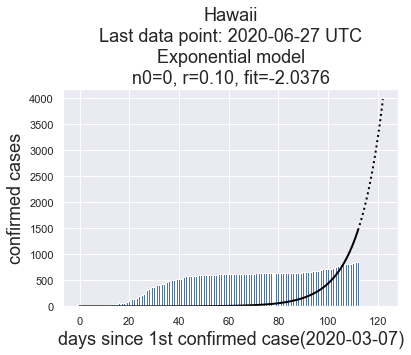 Hawaii
Last data point: 2020-06-27 UTC
Exponential model
n0=0, r=0.10, fit=-2.0376
4000
3500
3000
2500
2000
1500
1000
500
0
confirmed cases
0 20 40 60 80 100 120
days since 1st confirmed case(2020-03-07)